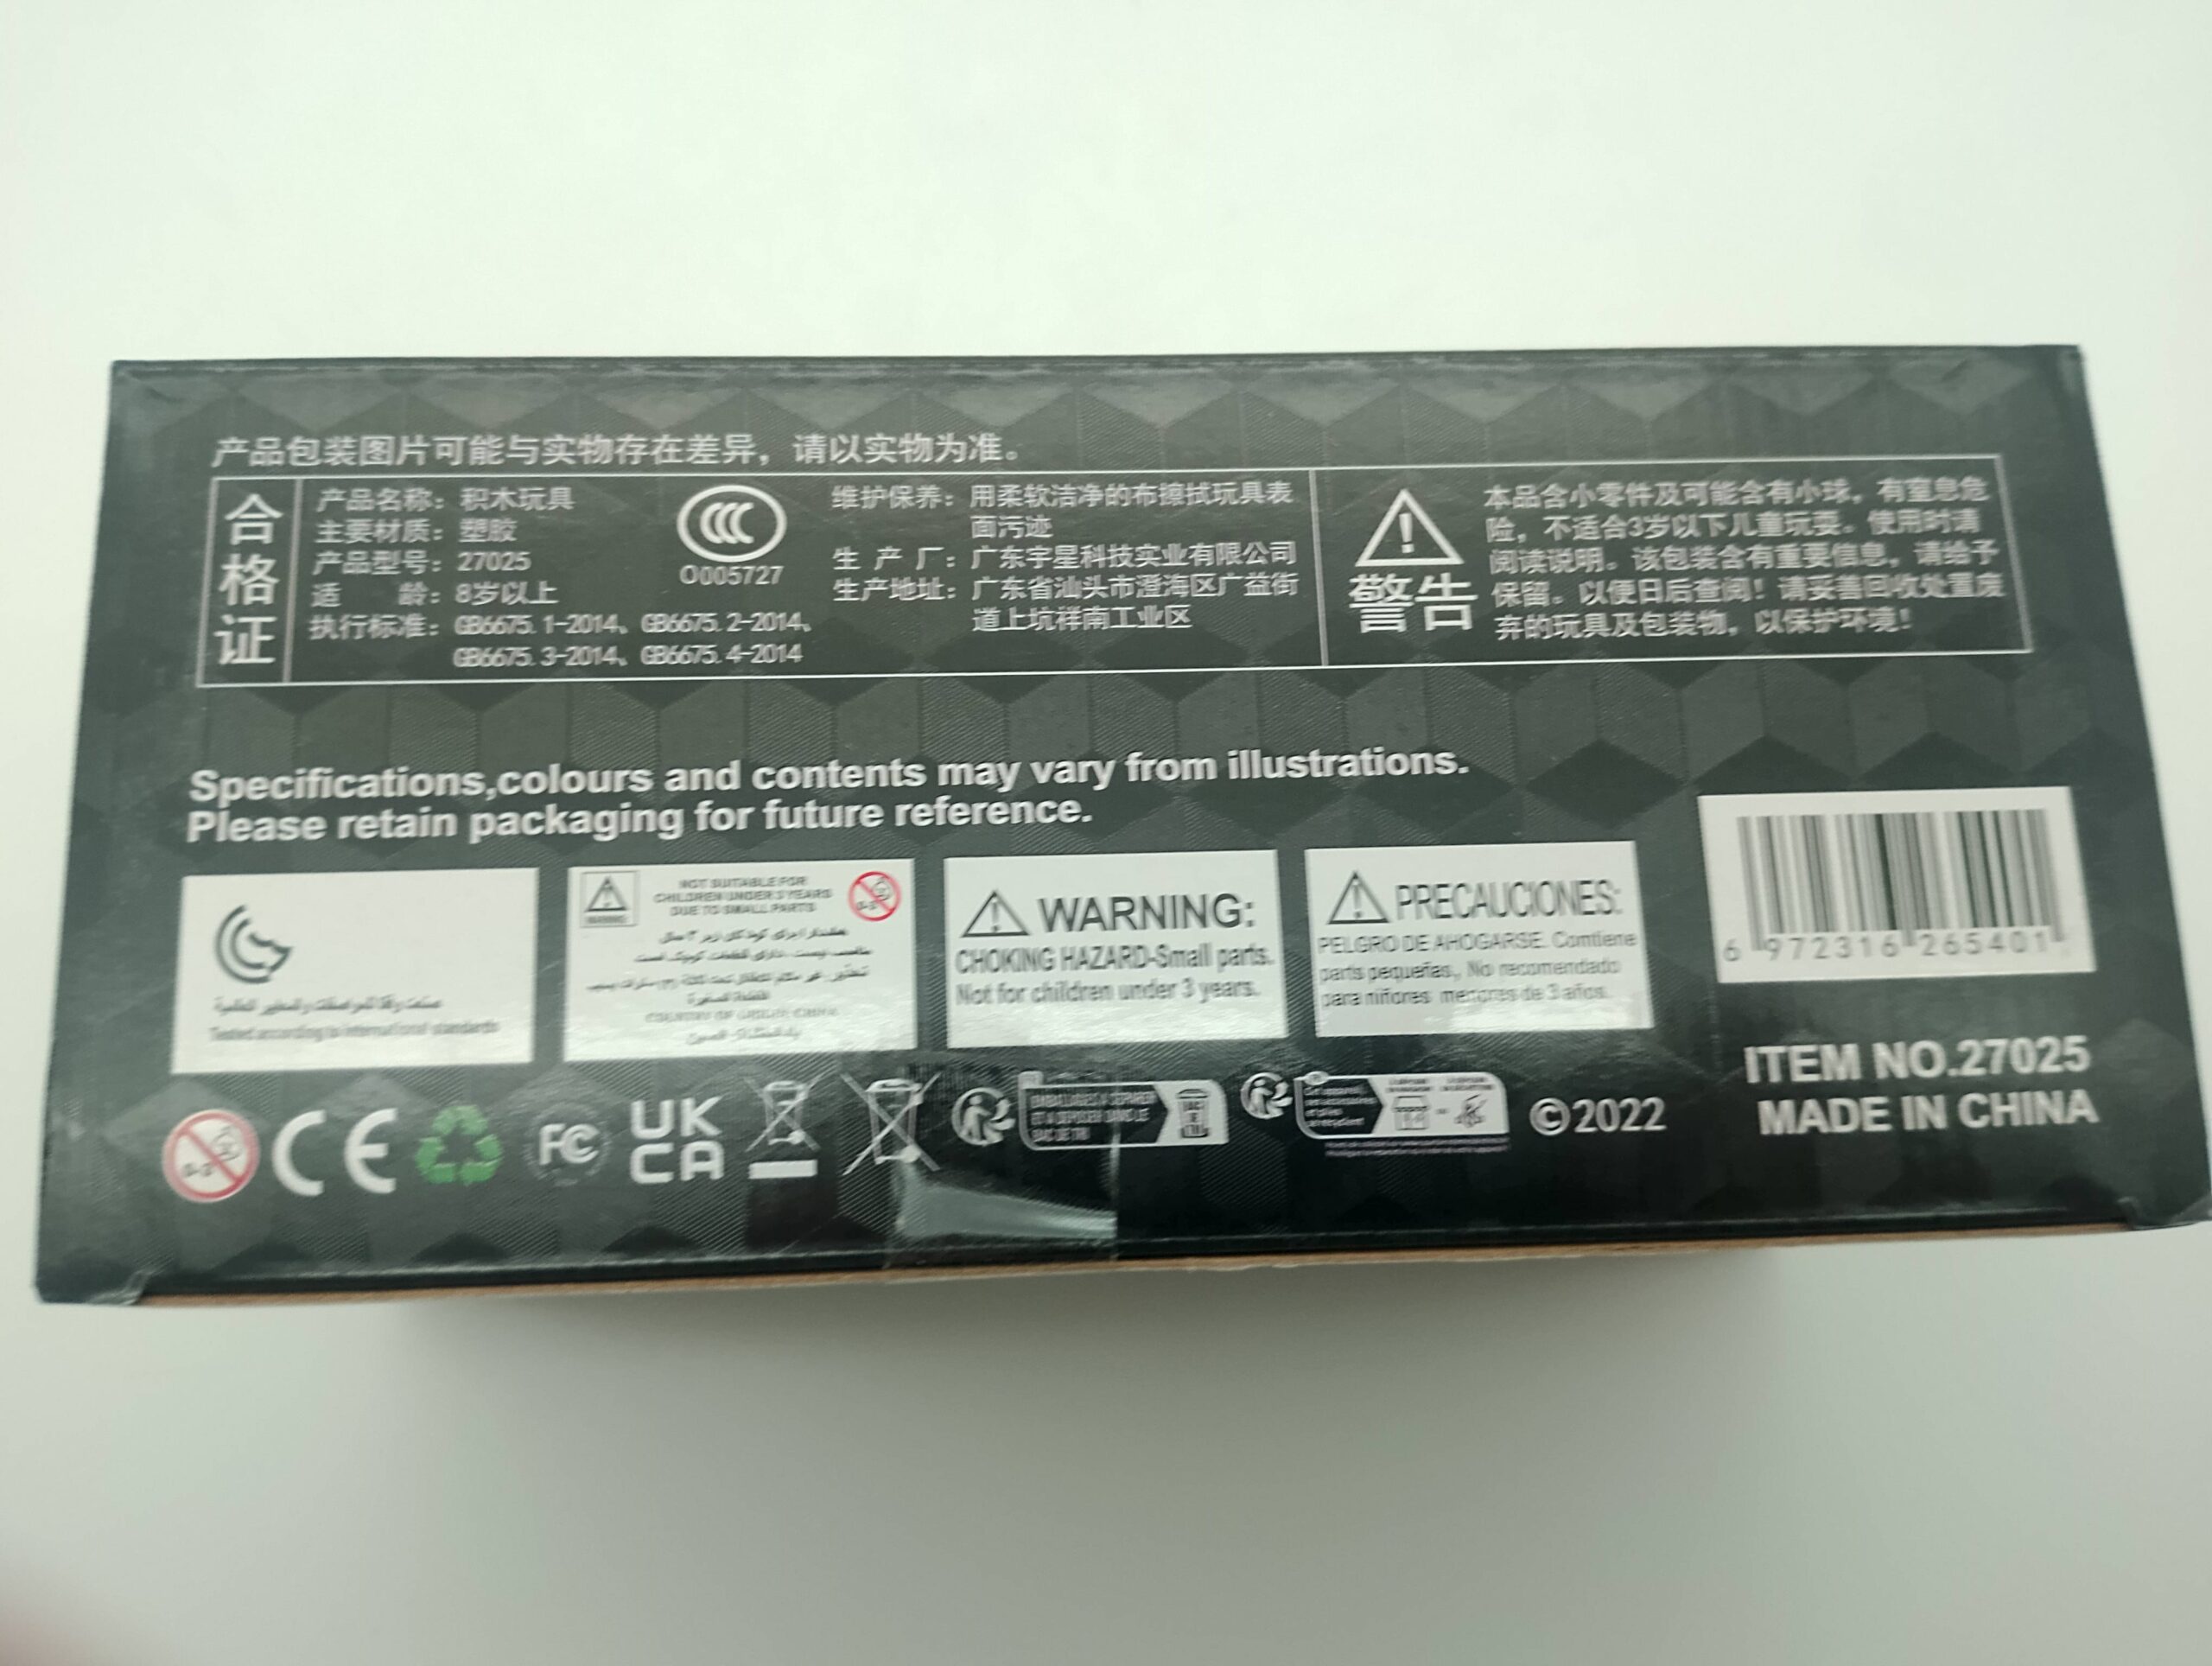 产品包装图片可能与实物存在差异，请以实物为准。
合格证
产品名称：积木玩具
主要材质：塑胶
产品型号：27025
适 龄：8岁以上
执行标准：GB6675.1-2014、GB6675.2-2014、
GB6675.3-2014、GB6675.4-2014
CCC
O005727
维护保养：用柔软洁净的布擦拭玩具表
面污迹
生 产 厂：广东宇星科技实业有限公司
生产地址：广东省汕头市澄海区广益街
道上坑祥南工业区
警告
本品含小零件及可能含有小球，有窒息危
险，不适合3岁以下儿童玩耍。使用时请
阅读说明。该包装含有重要信息，请给予
保留。以便日后查阅！请妥善回收处置废
弃的玩具及包装物，以保护环境！
Specifications,colours and contents may vary from illustrations.
Please retain packaging for future reference.
Tested according to international standards
WARNING
NOT SUITABLE FOR
CHILDREN UNDER 3 YEARS
DUE TO SMALL PARTS
0-3
COUNTRY OF ORIGIN: CHINA
WARNING:
CHOKING HAZARD-Small parts.
Not for children under 3 years.
PRECAUCIONES:
PELGRO DE AHOGARSE. Comtiene
parts pequeñas., No recomendado
para niñores menores de 3 años.
6 972316 265401
0-3
CE
FC
UK
CA
©2022
ITEM NO.27025
MADE IN CHINA